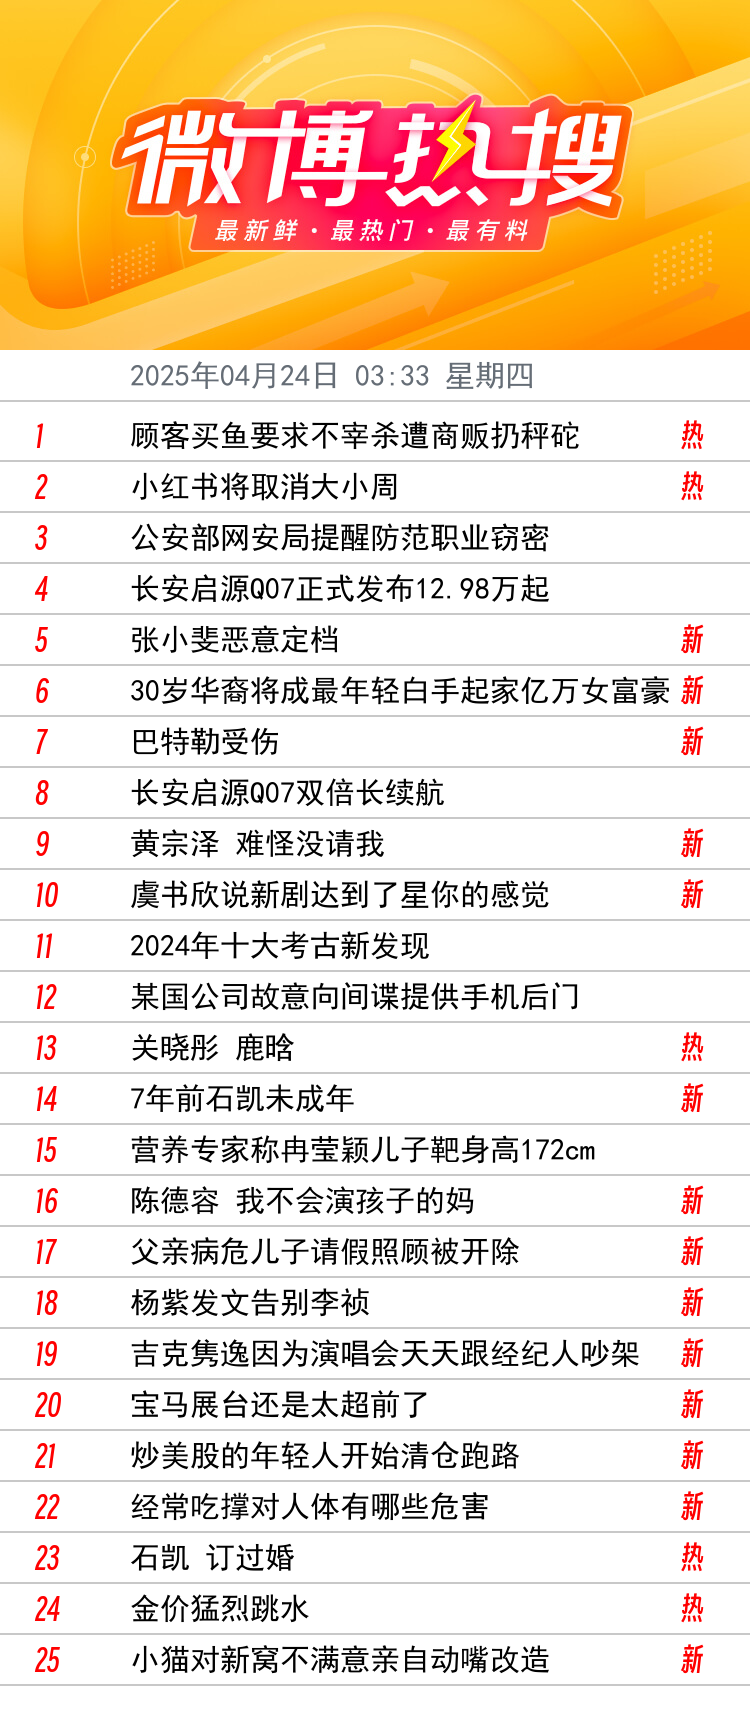 微博热搜
最新鲜·最热门·最有料
2025年04月24日 03:33 星期四
1 顾客买鱼要求不宰杀遭商贩扔秤砣 热
2 小红书将取消大小周 热
3 公安部网安局提醒防范职业窃密
4 长安启源Q07正式发布12.98万起
5 张小斐恶意定档 新
6 30岁华裔将成最年轻白手起家亿万女富豪 新
7 巴特勒受伤 新
8 长安启源Q07双倍长续航
9 黄宗泽 难怪没请我 新
10 虞书欣说新剧达到了星你的感觉 新
11 2024年十大考古新发现
12 某国公司故意向间谍提供手机后门
13 关晓彤 鹿晗 热
14 7年前石凯未成年 新
15 营养专家称冉莹颖儿子靶身高172cm
16 陈德容 我不会演孩子的妈 新
17 父亲病危儿子请假照顾被开除 新
18 杨紫发文告别李祯 新
19 吉克隽逸因为演唱会天天跟经纪人吵架 新
20 宝马展台还是太超前了 新
21 炒美股的年轻人开始清仓跑路 新
22 经常吃撑对人体有哪些危害 新
23 石凯 订过婚 热
24 金价猛烈跳水 热
25 小猫对新窝不满意亲自动嘴改造 新